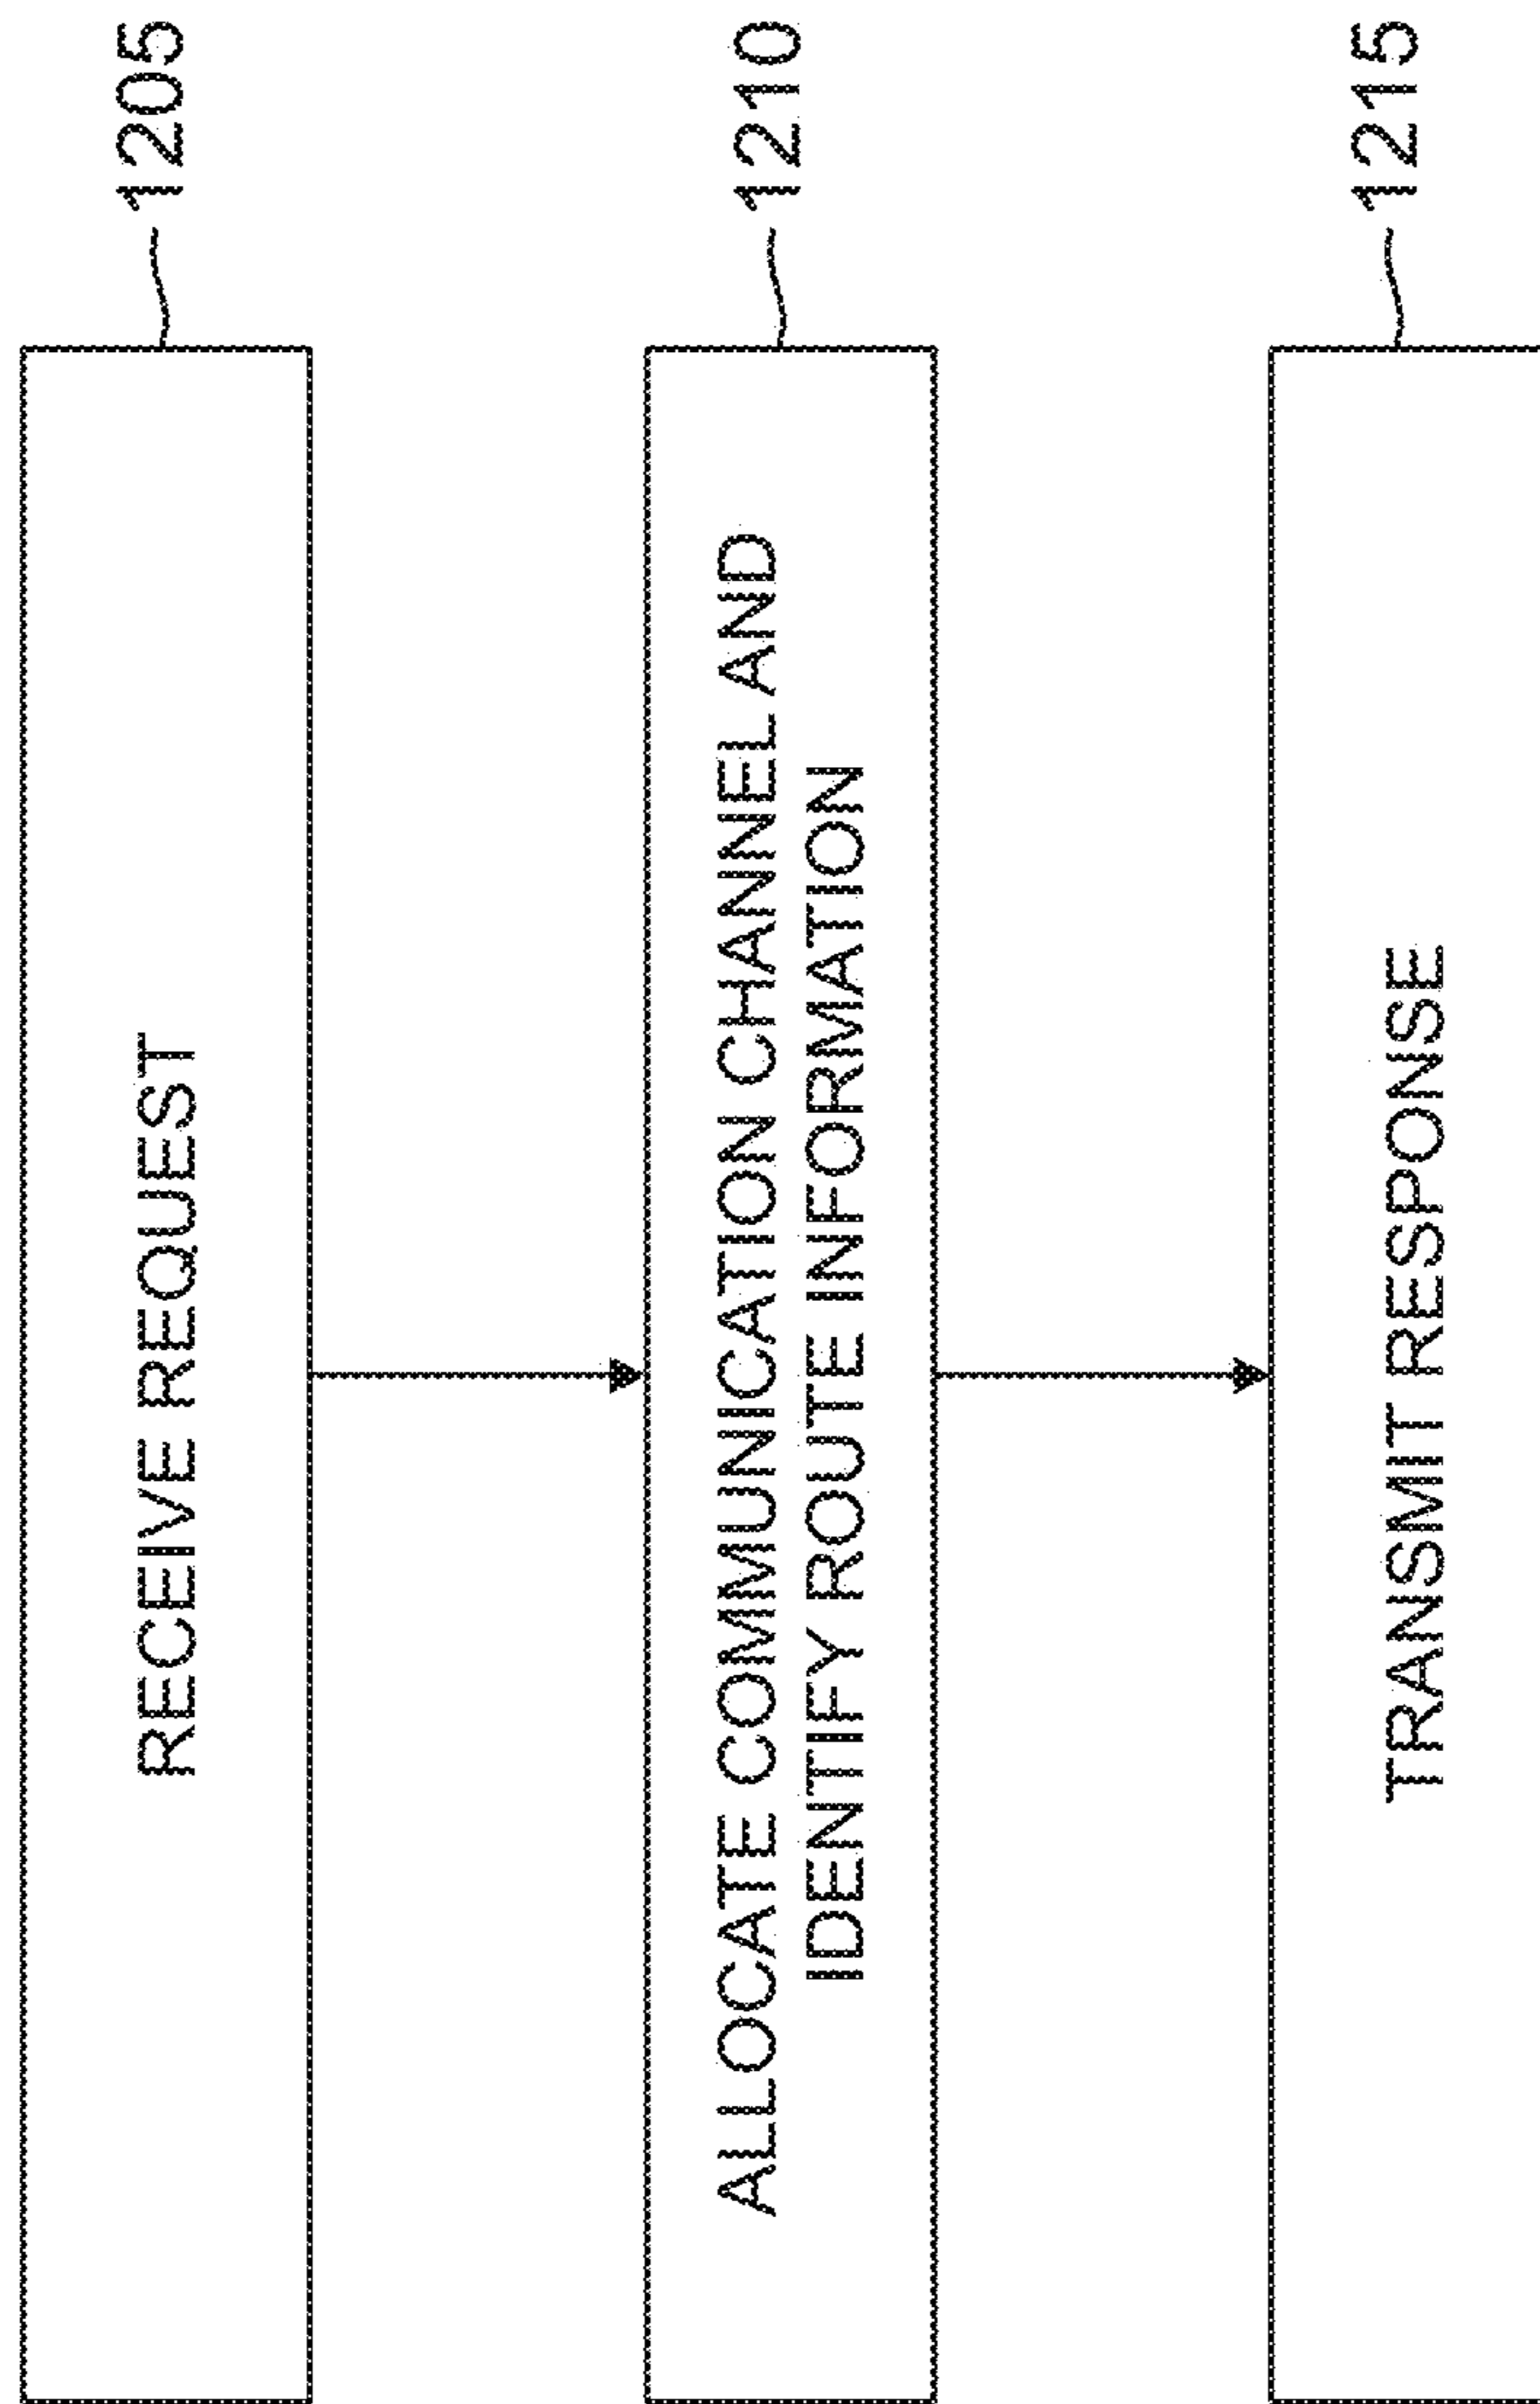 RECEIVE REQUEST
1205
ALLOCATE COMMUNICATION CHANNEL AND
IDENTIFY ROUTE INFORMATION
1210
TRANSMIT RESPONSE
1215